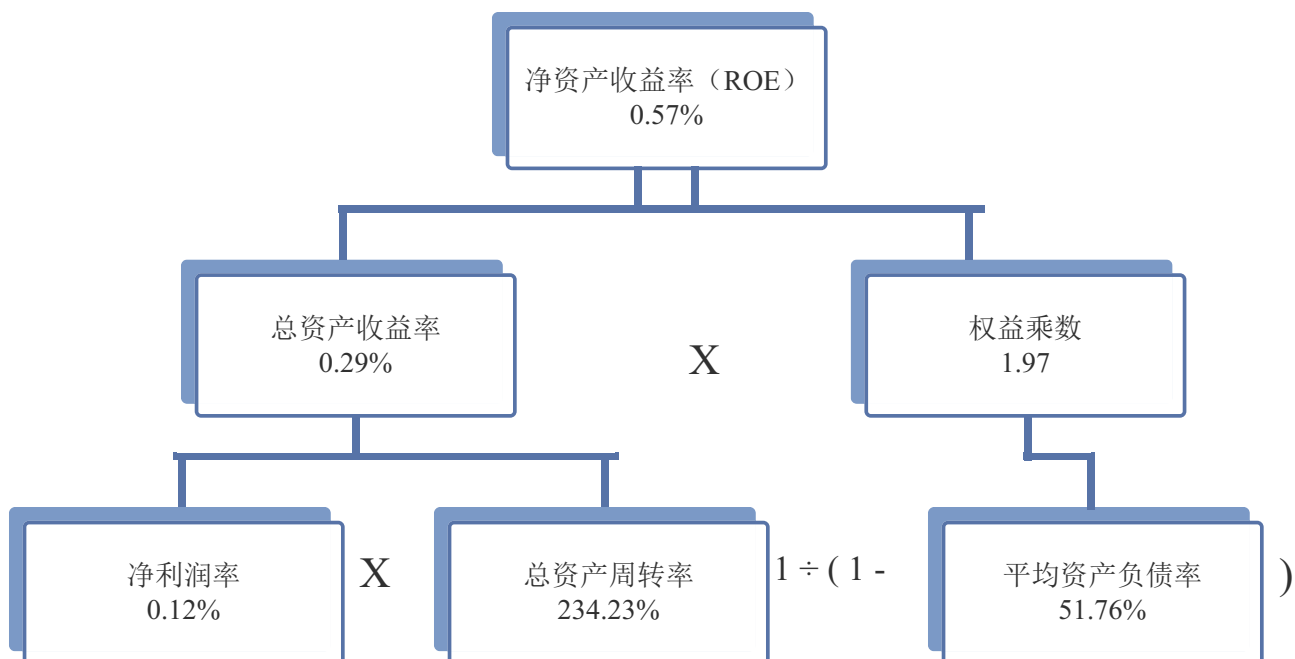 净资产收益率（ROE）
0.57%
总资产收益率
0.29%
X
权益乘数
1.97
净利润率
0.12%
X
总资产周转率
234.23%
1 ÷ ( 1 -
平均资产负债率
51.76%
)